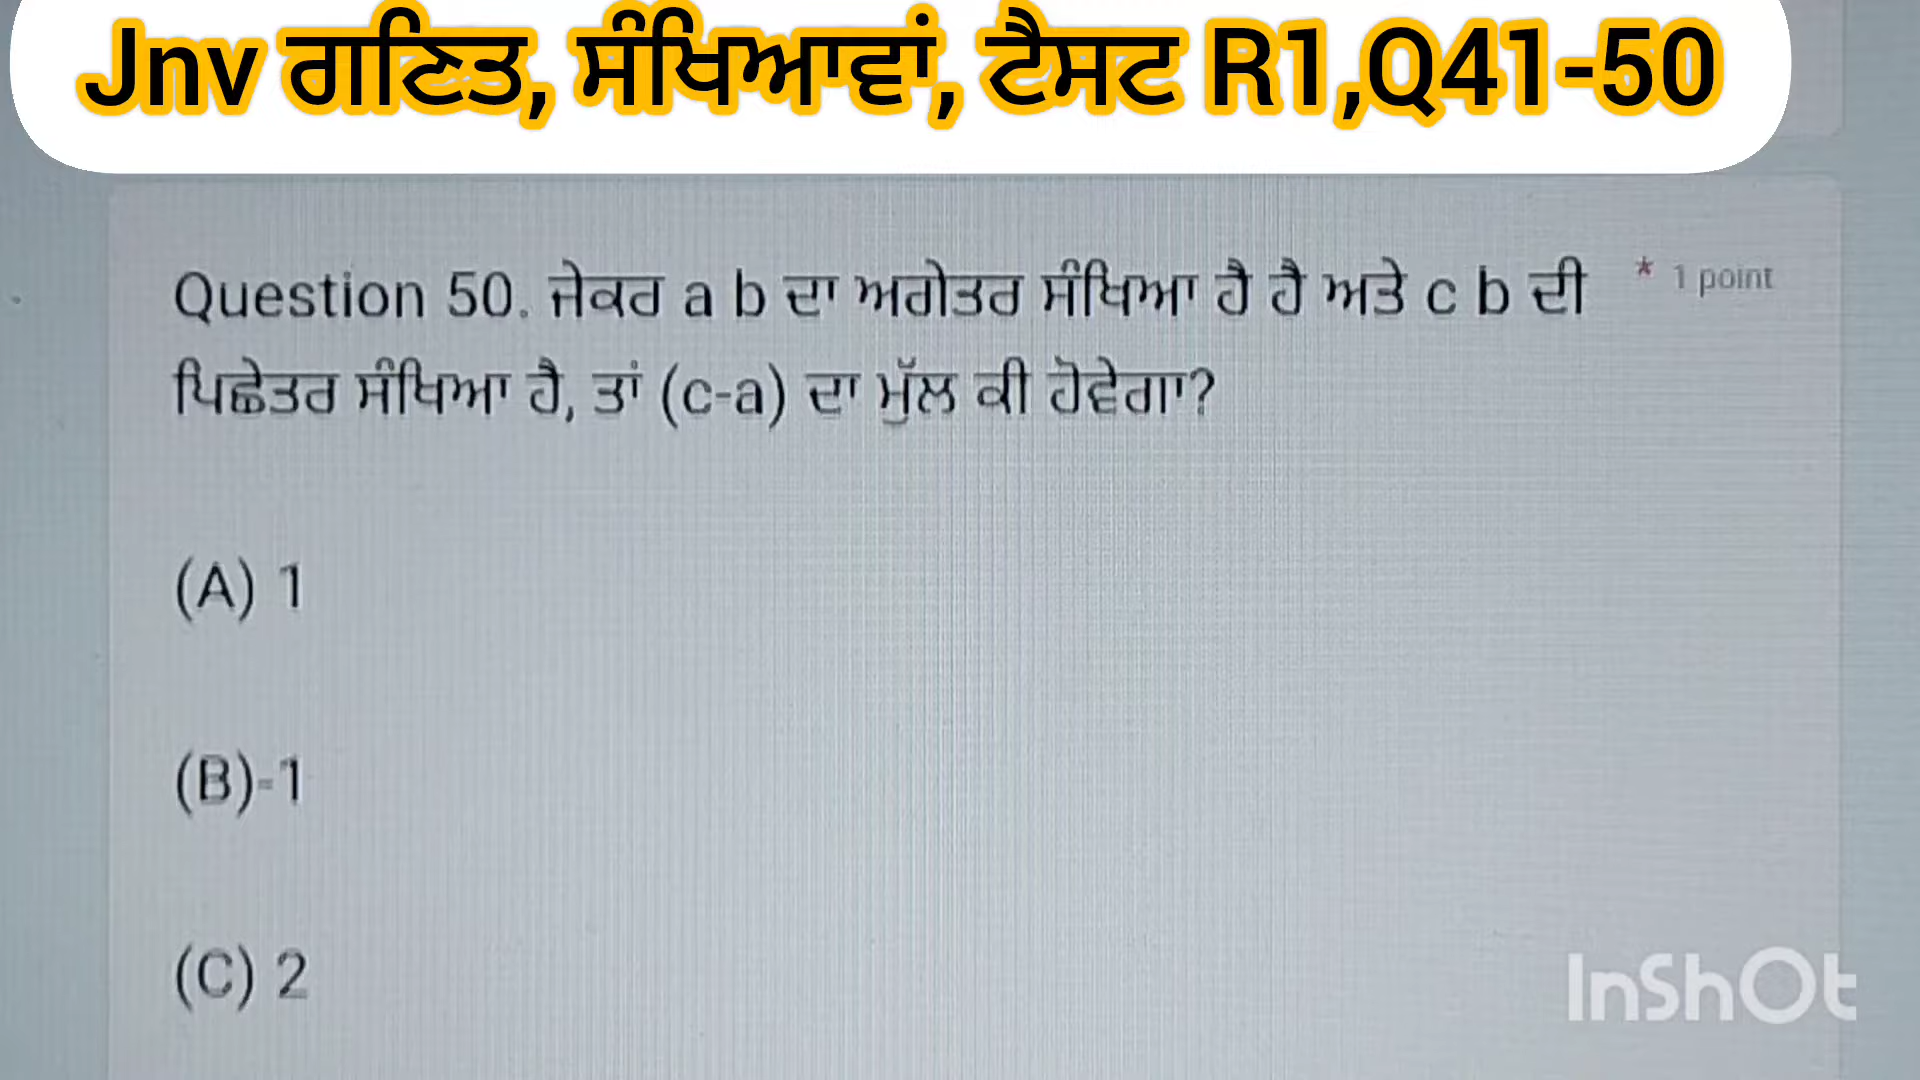 Jnv ਗਣਿਤ, ਸੰਖਿਆਵਾਂ, ਟੈਸਟ R1,Q41-50
Question 50. ਜੇਕਰ a b ਦਾ ਅਗੇਤਰ ਸੰਖਿਆ ਹੈ ਹੈ ਅਤੇ c b ਦੀ * 1 point
ਪਿਛੇਤਰ ਸੰਖਿਆ ਹੈ, ਤਾਂ (c-a) ਦਾ ਮੁੱਲ ਕੀ ਹੋਵੇਗਾ?
(A) 1
(B)-1
(C) 2
InShOt